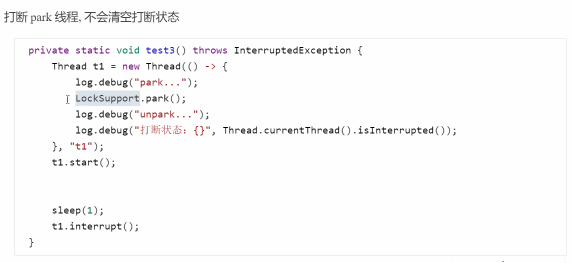 打断 park 线程, 不会清空打断状态
private static void test3() throws InterruptedException {
    Thread t1 = new Thread(() -> {
        log.debug("park...");
        LockSupport.park();
        log.debug("unpark...");
        log.debug("打断状态：{}", Thread.currentThread().isInterrupted());
    }, "t1");
    t1.start();
    sleep(1);
    t1.interrupt();
}